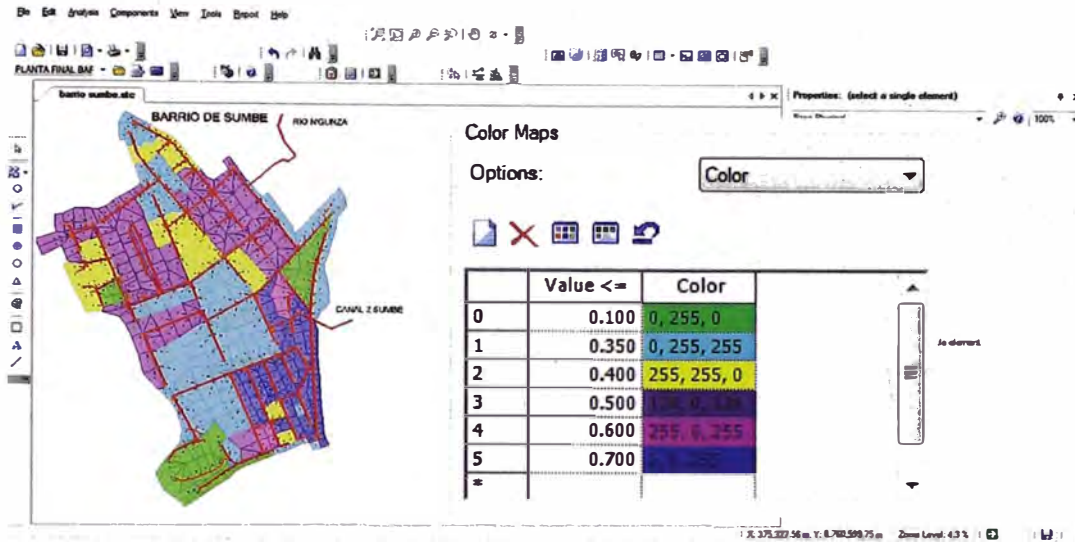 File Edit Analysis Components View Tools Report Help
PLANTA FINAL BAF
barrio sumbe.stc
Properties: (select a single element)
100%
BARRIO DE SUMBE
RIO N'GUNZA
CANAL 2 SUMBE
Color Maps
Options:
Color
Value <= Color
0 0.100 0, 255, 0
1 0.350 0, 255, 255
2 0.400 255, 255, 0
3 0.500
4 0.600 255, 0, 255
5 0.700
*
Zoom Level: 4.3 %